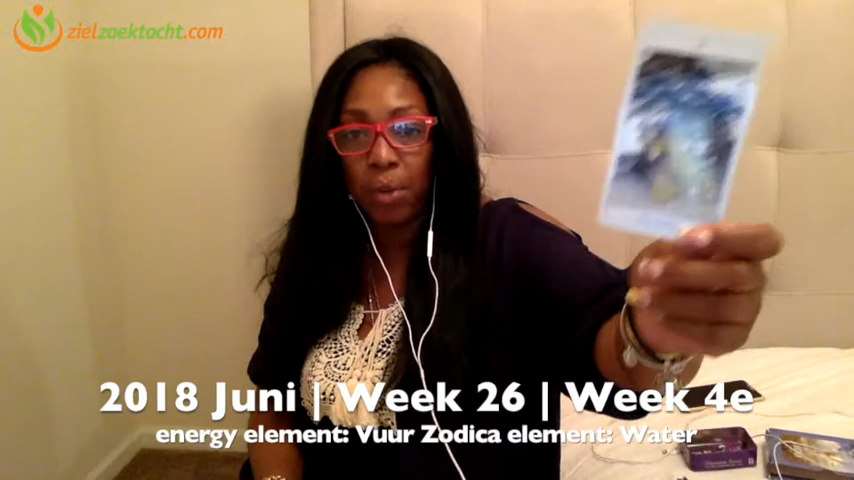 zielzoektocht.com
2018 Juni | Week 26 | Week 4e
energy element: Vuur Zodica element: Water